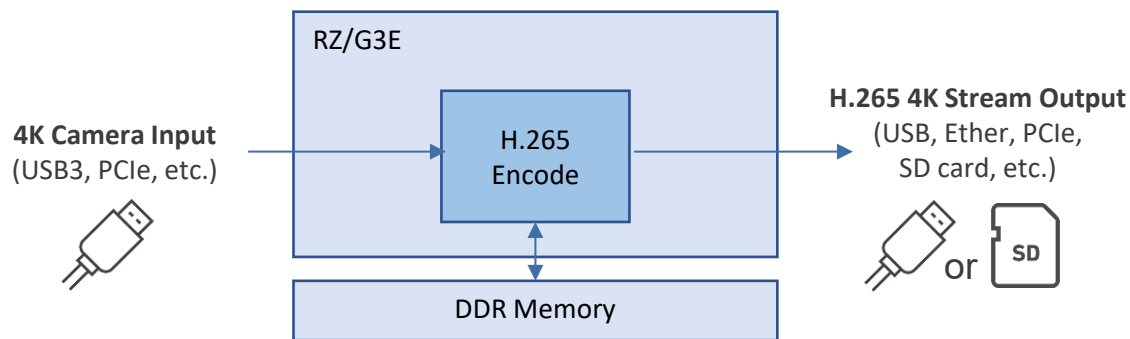 RZ/G3E
4K Camera Input
(USB3, PCIe, etc.)
H.265
Encode
H.265 4K Stream Output
(USB, Ether, PCIe,
SD card, etc.)
or
SD
DDR Memory